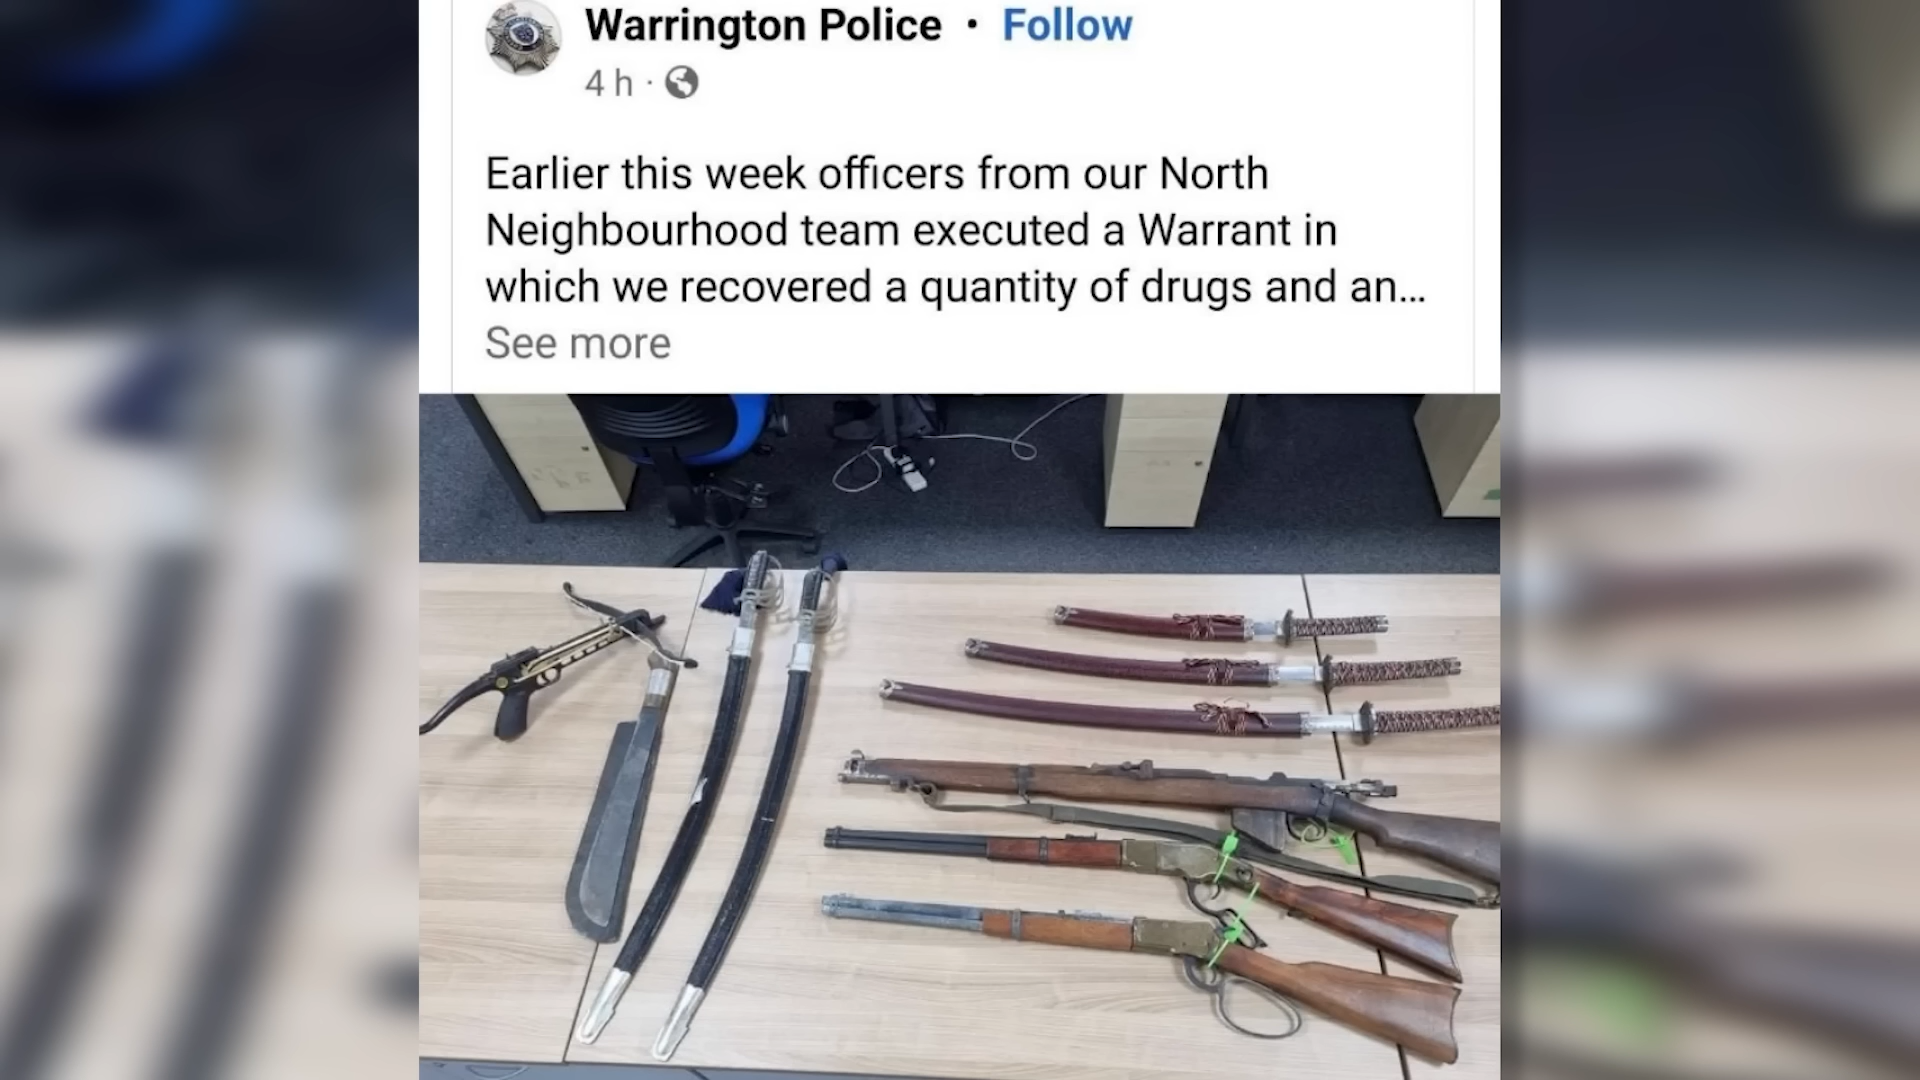 Warrington Police • Follow
4 h ·
Earlier this week officers from our North
Neighbourhood team executed a Warrant in
which we recovered a quantity of drugs and an...
See more